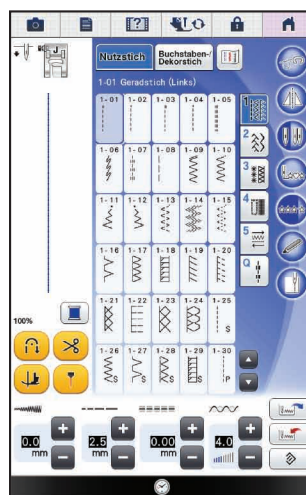 J
Nutzstich
Buchstaben-/
Dekorstich
1-01 Geradstich (Links)
1-01 1-02 1-03 1-04 1-05
1-06 1-07 1-08 1-09 1-10
1-11 1-12 1-13 1-14 1-15
1-16 1-17 1-18 1-19 1-20
1-21 1-22 1-23 1-24 1-25
S
1-26 1-27 1-28 1-29 1-30
S S S S P
1
2
3
4
5
Q
100%
0.0 mm
2.5 mm
0.00 mm
4.0